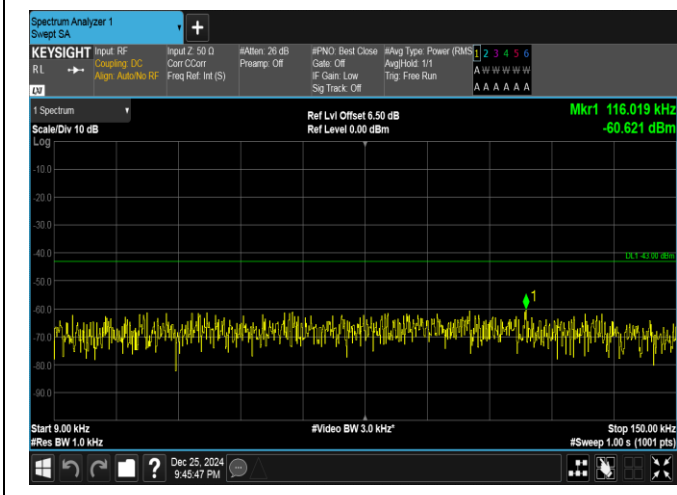 Spectrum Analyzer 1
Swept SA
+
KEYSIGHT Input: RF Input Z: 50 Ω #Atten: 26 dB #PNO: Best Close #Avg Type: Power (RMS 1 2 3 4 5 6
RL Coupling: DC Corr CCorr Preamp: Off Gate: Off Avg|Hold: 1/1 A W W W W W
Align: Auto/No RF Freq Ref: Int (S) IF Gain: Low Trig: Free Run
LXI Sig Track: Off A A A A A A
1 Spectrum Ref Lvl Offset 6.50 dB Mkr1 116.019 kHz
Scale/Div 10 dB Ref Level 0.00 dBm -60.621 dBm
Log
-10.0
-20.0
-30.0
-40.0
DL1 -43.00 dBm
-50.0
1
-60.0
-70.0
-80.0
-90.0
Start 9.00 kHz #Video BW 3.0 kHz* Stop 150.00 kHz
#Res BW 1.0 kHz #Sweep 1.00 s (1001 pts)
? Dec 25, 2024
9:45:47 PM